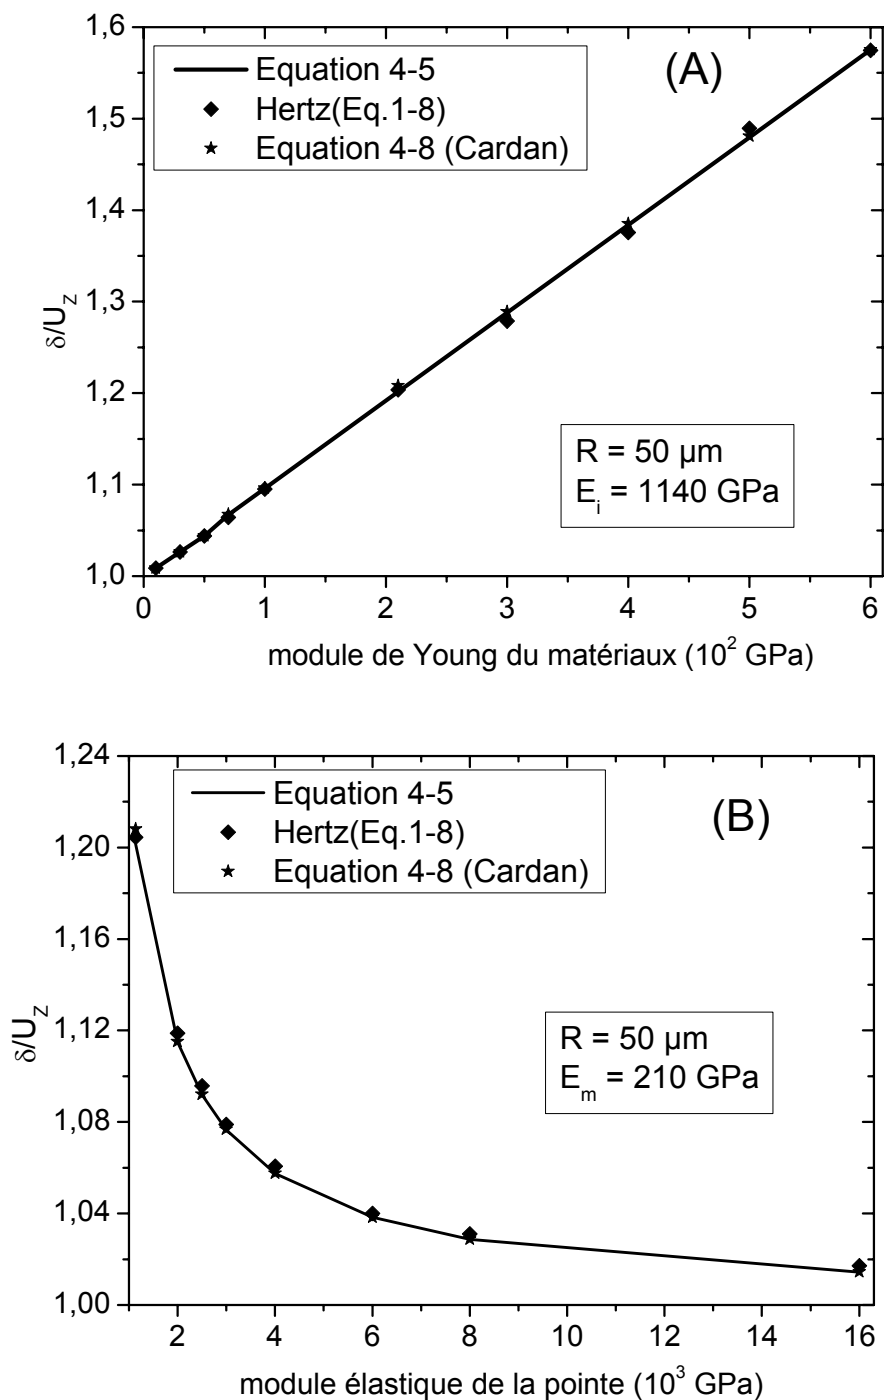 1,6
Equation 4-5
(A)
Hertz(Eq.1-8)
1,5
Equation 4-8 (Cardan)
1,4
δ/U_Z
1,3
1,2
R = 50 µm
E_i = 1140 GPa
1,1
1,0
0 1 2 3 4 5 6
module de Young du matériaux (10² GPa)
1,24
Equation 4-5
(B)
Hertz(Eq.1-8)
1,20
Equation 4-8 (Cardan)
1,16
δ/U_Z
1,12
R = 50 µm
E_m = 210 GPa
1,08
1,04
1,00
2 4 6 8 10 12 14 16
module élastique de la pointe (10³ GPa)